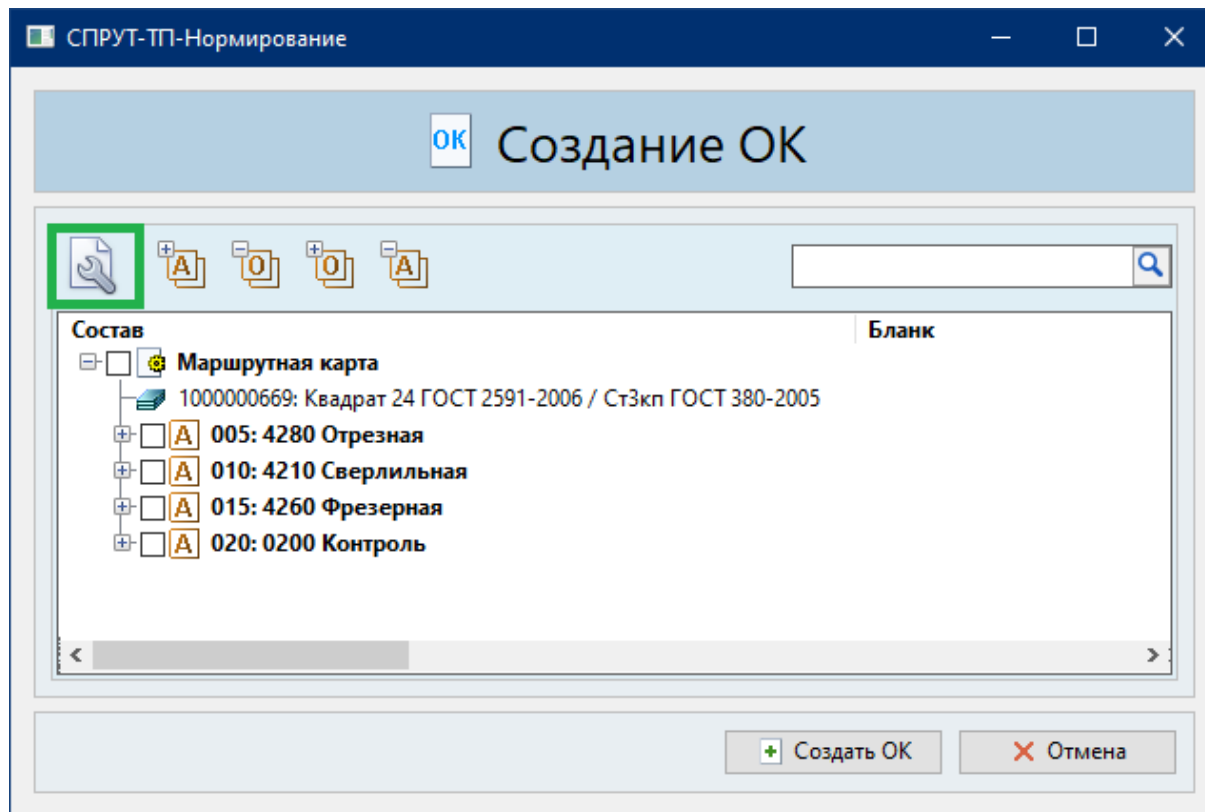 СПРУТ-ТП-Нормирование
ОК Создание ОК
A O O A
Состав Бланк
Маршрутная карта
1000000669: Квадрат 24 ГОСТ 2591-2006 / Ст3кп ГОСТ 380-2005
A 005: 4280 Отрезная
A 010: 4210 Сверлильная
A 015: 4260 Фрезерная
A 020: 0200 Контроль
Создать ОК Отмена